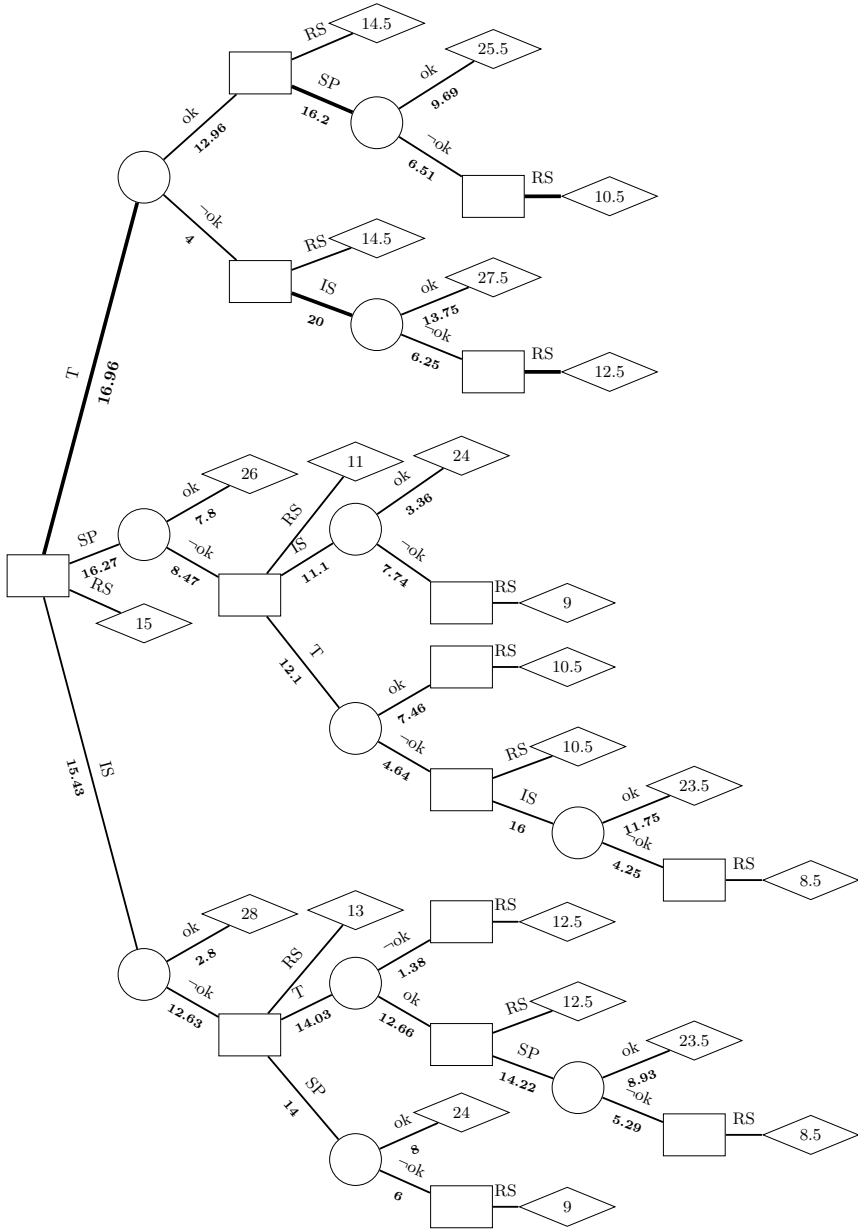 RS
14.5
SP
16.2
ok
25.5
9.69
ok
12.96
¬ok
6.51
RS
10.5
¬ok
4
RS
14.5
IS
20
ok
27.5
13.75
¬ok
6.25
RS
12.5
T
16.96
SP
16.27
ok
26
7.8
¬ok
8.47
RS
11
IS
11.1
ok
24
3.36
¬ok
7.74
RS
9
RS
15
T
12.1
ok
7.46
RS
10.5
¬ok
4.64
RS
10.5
IS
16
ok
23.5
11.75
¬ok
4.25
RS
8.5
IS
15.43
ok
28
2.8
¬ok
12.63
RS
13
T
14.03
¬ok
1.38
RS
12.5
ok
12.66
RS
12.5
SP
14.22
ok
23.5
8.93
¬ok
5.29
RS
8.5
SP
14
ok
24
8
¬ok
6
RS
9